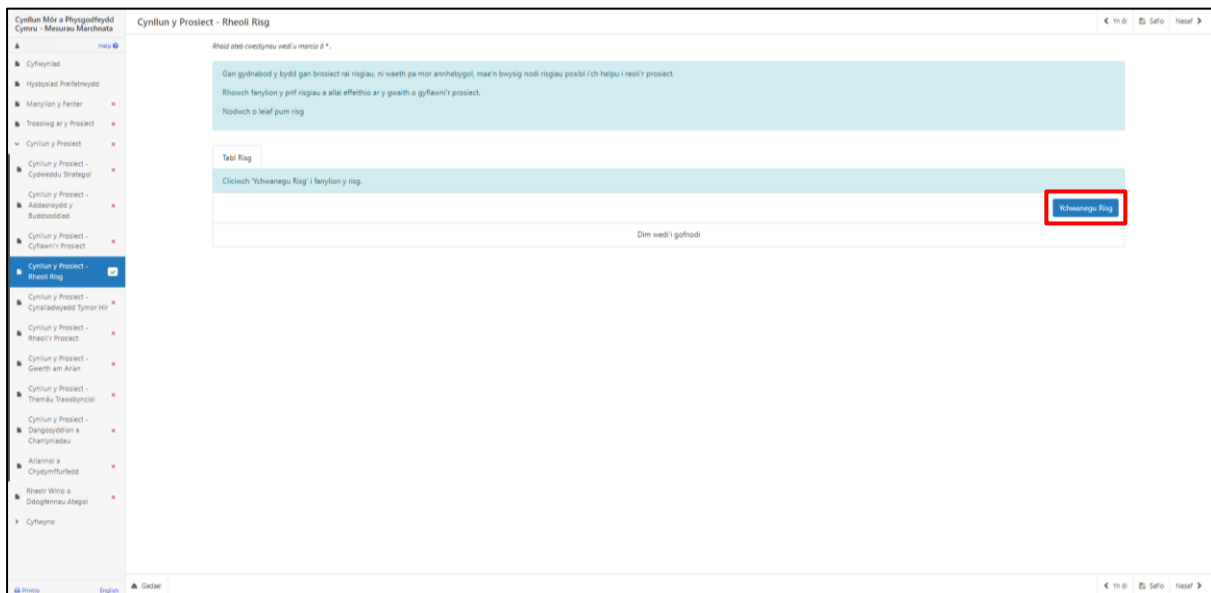 Cynllun Môr a Physgodfeydd
Cymru - Mesurau Marchnata
Help
Cyflwyniad
Hysbysiad Preifatrwydd
Manylion y Fenter
Trosolwg ar y Prosiect
Cynllun y Prosiect
Cynllun y Prosiect -
Cydweddu Strategol
Cynllun y Prosiect -
Addasrwydd y
Buddsoddiad
Cynllun y Prosiect -
Cyflawni'r Prosiect
Cynllun y Prosiect -
Rheoli Risg
Cynllun y Prosiect -
Cynaliadwyedd Tymor Hir
Cynllun y Prosiect -
Rheoli'r Prosiect
Cynllun y Prosiect -
Gwerth am Arian
Cynllun y Prosiect -
Themâu Trawsbynciol
Cynllun y Prosiect -
Dangosyddion a
Chanlyniadau
Ariannol a
Chydymffurfedd
Rhestr Wirio o
Ddogfennau Ategol
Cyflwyno
Printio
English
Cynllun y Prosiect - Rheoli Risg
Yn ôl
Safio
Nesaf
Rhaid ateb cwestiynau wedi'u marcio â *.
Gan gydnabod y bydd gan brosiect rai risgiau, ni waeth pa mor annhebygol, mae'n bwysig nodi risgiau posibl i'ch helpu i reoli'r prosiect.
Rhowch fanylion y prif risgiau a allai effeithio ar y gwaith o gyflawni'r prosiect.
Nodwch o leiaf pum risg
Tabl Risg
Cliciwch 'Ychwanegu Risg' i fanylion y risg.
Ychwanegu Risg
Dim wedi'i gofnodi
Gadael
Yn ôl
Safio
Nesaf